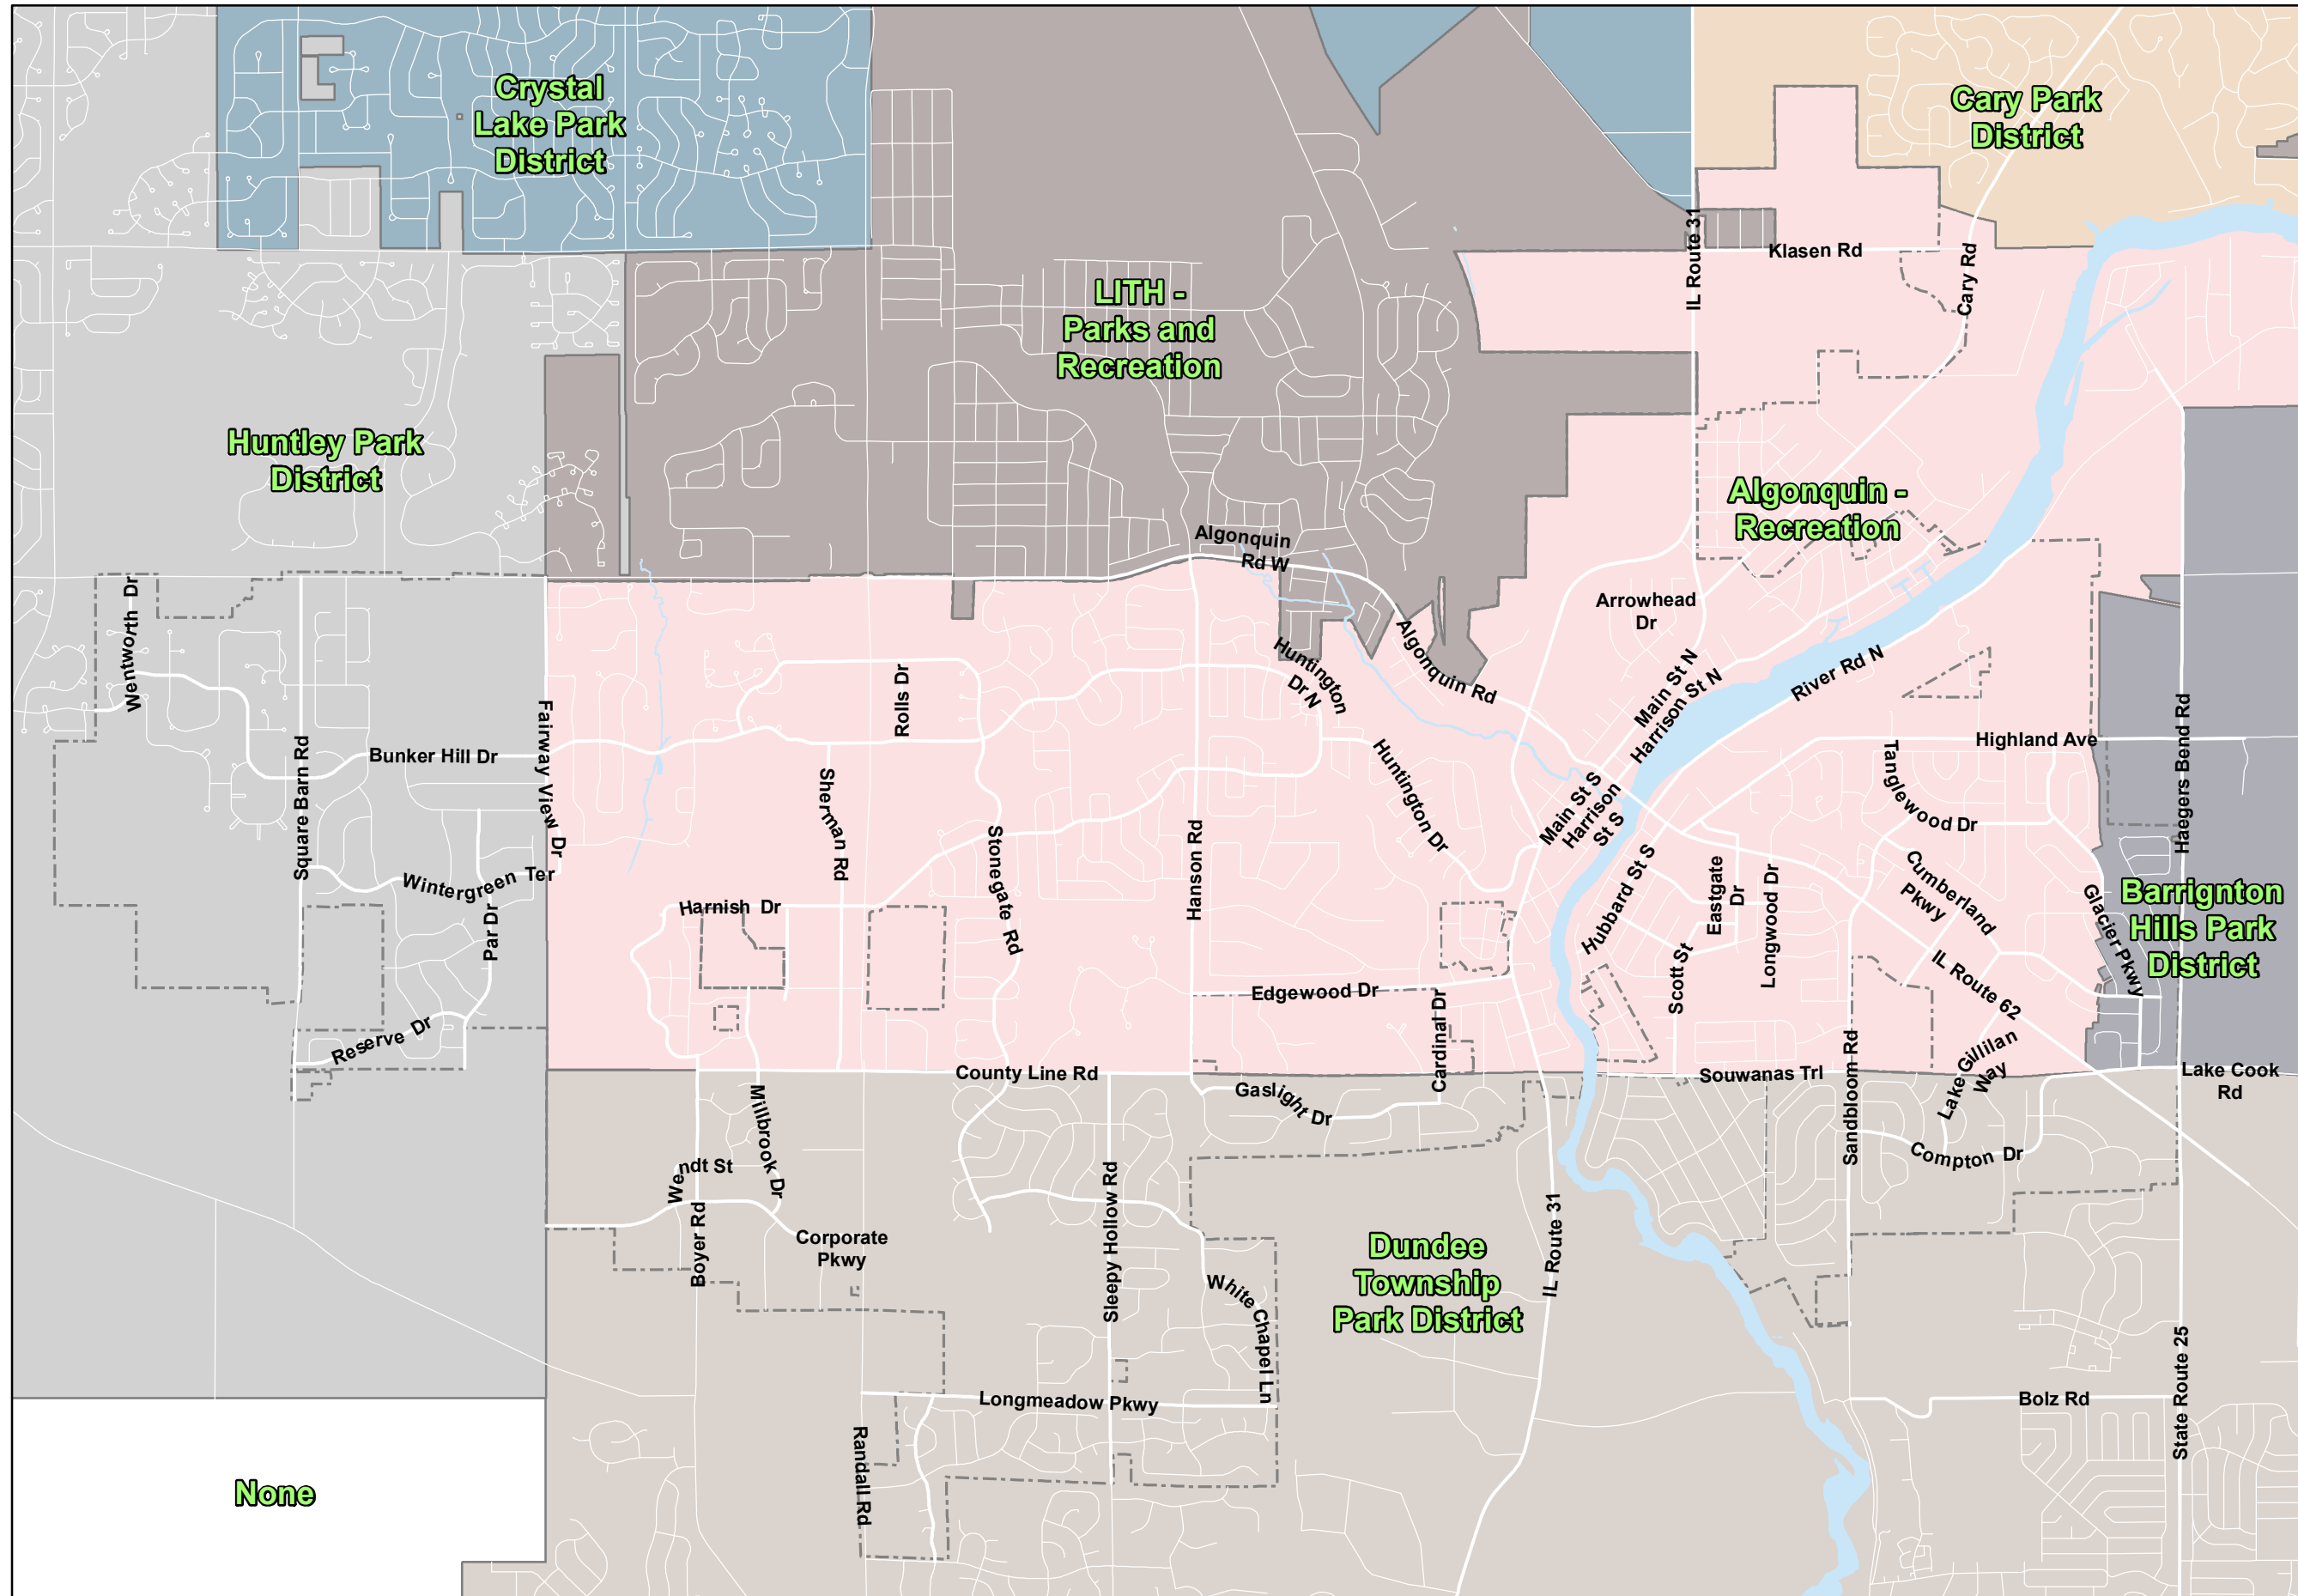 Crystal
Lake Park
District
Cary Park
District
IL Route 31
Klasen Rd
Cary Rd
LITH -
Parks and
Recreation
Huntley Park
District
Algonquin -
Recreation
Algonquin
Rd W
Arrowhead
Dr
Wentworth Dr
Huntington
Dr N
Algonquin Rd
Main St N
Harrison St N
River Rd N
Rolls Dr
Fairway View Dr
Bunker Hill Dr
Square Barn Rd
Highland Ave
Haegers Bend Rd
Tanglewood Dr
Huntington Dr
Sherman Rd
Main St S
Harrison
St S
Stonegate Rd
Hanson Rd
Hubbard St S
Eastgate
Dr
Longwood Dr
Cumberland
Pkwy
Wintergreen Ter
Par Dr
Harnish Dr
Glacier Pkwy
Barrignton
Hills Park
District
Scott St
IL Route 62
Edgewood Dr
Cardinal Dr
Reserve Dr
Sandbloom Rd
Lake Gillilan
Way
County Line Rd
Souwanas Trl
Lake Cook
Rd
Gaslight Dr
Millbrook Dr
Wendt St
Compton Dr
Boyer Rd
Corporate
Pkwy
Sleepy Hollow Rd
Dundee
Township
Park District
IL Route 31
White Chapel Ln
Longmeadow Pkwy
Bolz Rd
State Route 25
Randall Rd
None